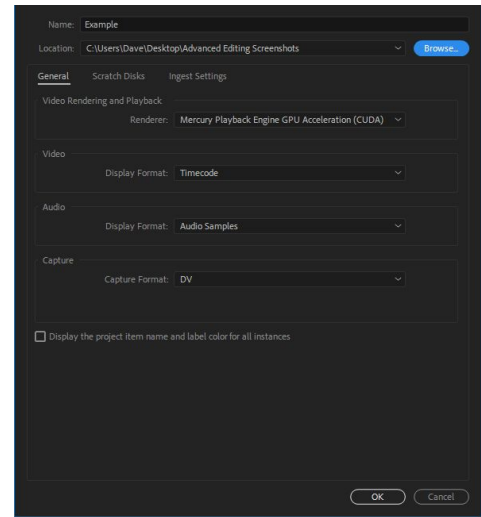 Name: Example
Location: C:\Users\Dave\Desktop\Advanced Editing Screenshots Browse...
General Scratch Disks Ingest Settings
Video Rendering and Playback
Renderer: Mercury Playback Engine GPU Acceleration (CUDA)
Video
Display Format: Timecode
Audio
Display Format: Audio Samples
Capture
Capture Format: DV
Display the project item name and label color for all instances
OK Cancel